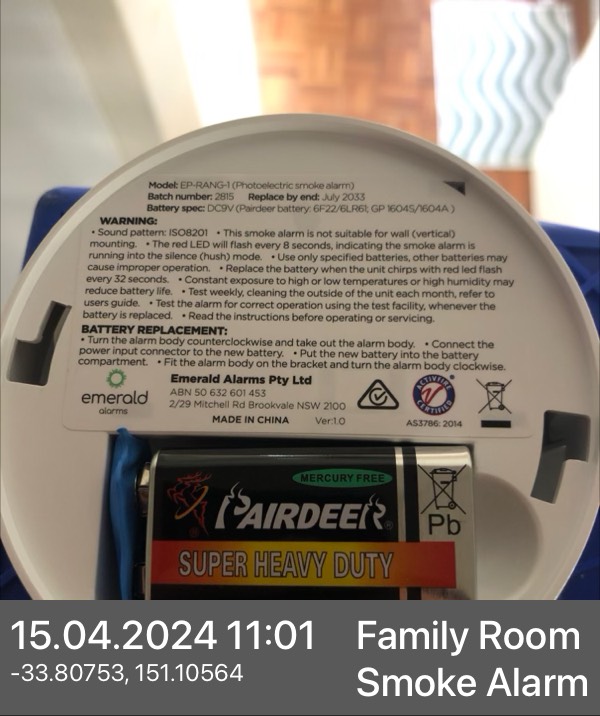 Model: EP-RANG-1 (Photoelectric smoke alarm)
Batch number: 2815 Replace by end: July 2033
Battery spec: DC9V (Pairdeer battery: 6F22/6LR61; GP 1604S/1604A )
WARNING:
• Sound pattern: ISO8201 • This smoke alarm is not suitable for wall (vertical)
mounting. • The red LED will flash every 8 seconds, indicating the smoke alarm is
running into the silence (hush) mode. • Use only specified batteries, other batteries may
cause improper operation. • Replace the battery when the unit chirps with red led flash
every 32 seconds. • Constant exposure to high or low temperatures or high humidity may
reduce battery life. • Test weekly, cleaning the outside of the unit each month, refer to
users guide. • Test the alarm for correct operation using the test facility, whenever the
battery is replaced. • Read the instructions before operating or servicing.
BATTERY REPLACEMENT:
• Turn the alarm body counterclockwise and take out the alarm body. • Connect the
power input connector to the new battery. • Put the new battery into the battery
compartment. • Fit the alarm body on the bracket and turn the alarm body clockwise.
emerald
alarms
Emerald Alarms Pty Ltd
ABN 50 632 601 453
2/29 Mitchell Rd Brookvale NSW 2100
MADE IN CHINA Ver:1.0
ACTIVFIRE
CERTIFIED
AS3786: 2014
MERCURY FREE
PAIRDEER
SUPER HEAVY DUTY
Pb
15.04.2024 11:01
-33.80753, 151.10564
Family Room
Smoke Alarm